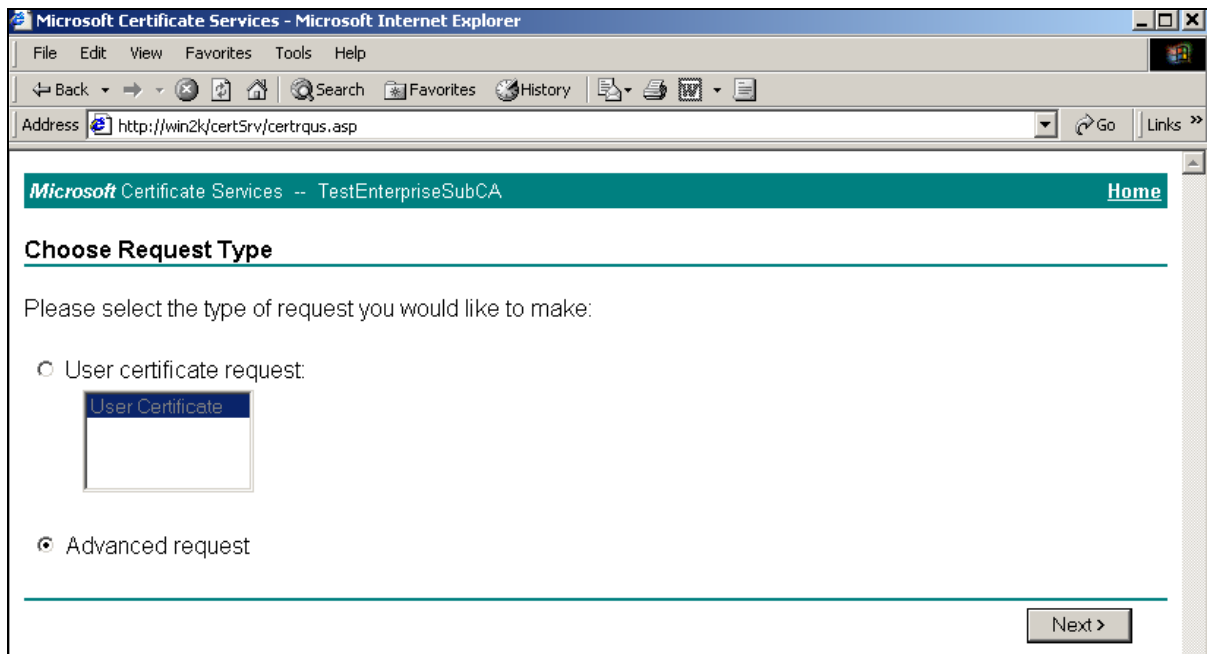 Microsoft Certificate Services - Microsoft Internet Explorer
File Edit View Favorites Tools Help
Back Search Favorites History
Address http://win2k/certSrv/certrqus.asp Go Links »
Microsoft Certificate Services -- TestEnterpriseSubCA Home
Choose Request Type
Please select the type of request you would like to make:
User certificate request:
User Certificate
Advanced request
Next >